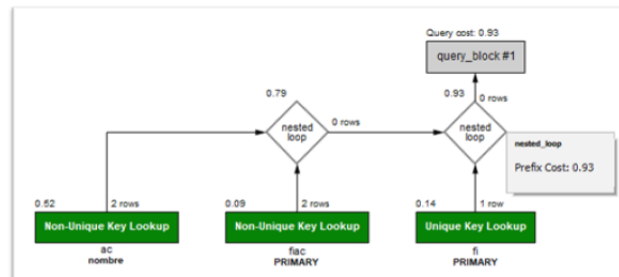 Query cost: 0.93
query_block #1
0.79
0.93
0 rows
nested
loop
0 rows
nested
loop
nested_loop
Prefix Cost: 0.93
0.52
2 rows
0.09
2 rows
0.14
1 row
Non-Unique Key Lookup
Non-Unique Key Lookup
Unique Key Lookup
ac
nombre
fiac
PRIMARY
fi
PRIMARY